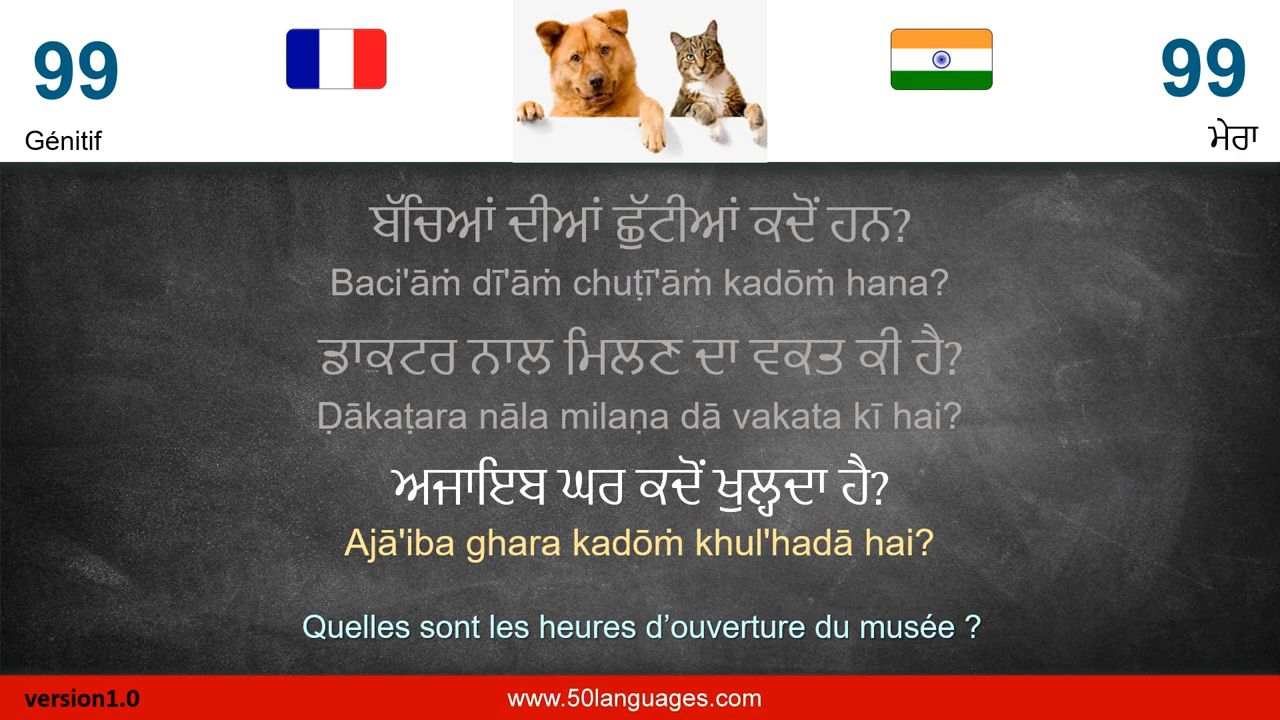 99
99
Génitif
ਮੇਰਾ
ਬੱਚਿਆਂ ਦੀਆਂ ਛੁੱਟੀਆਂ ਕਦੋਂ ਹਨ?
Baci'āṁ dī'āṁ chuṭī'āṁ kadōṁ hana?
ਡਾਕਟਰ ਨਾਲ ਮਿਲਣ ਦਾ ਵਕਤ ਕੀ ਹੈ?
Ḍākaṭara nāla milaṇa dā vakata kī hai?
ਅਜਾਇਬ ਘਰ ਕਦੋਂ ਖੁਲ੍ਹਦਾ ਹੈ?
Ajā'iba ghara kadōṁ khul'hadā hai?
Quelles sont les heures d’ouverture du musée ?
version1.0
www.50languages.com